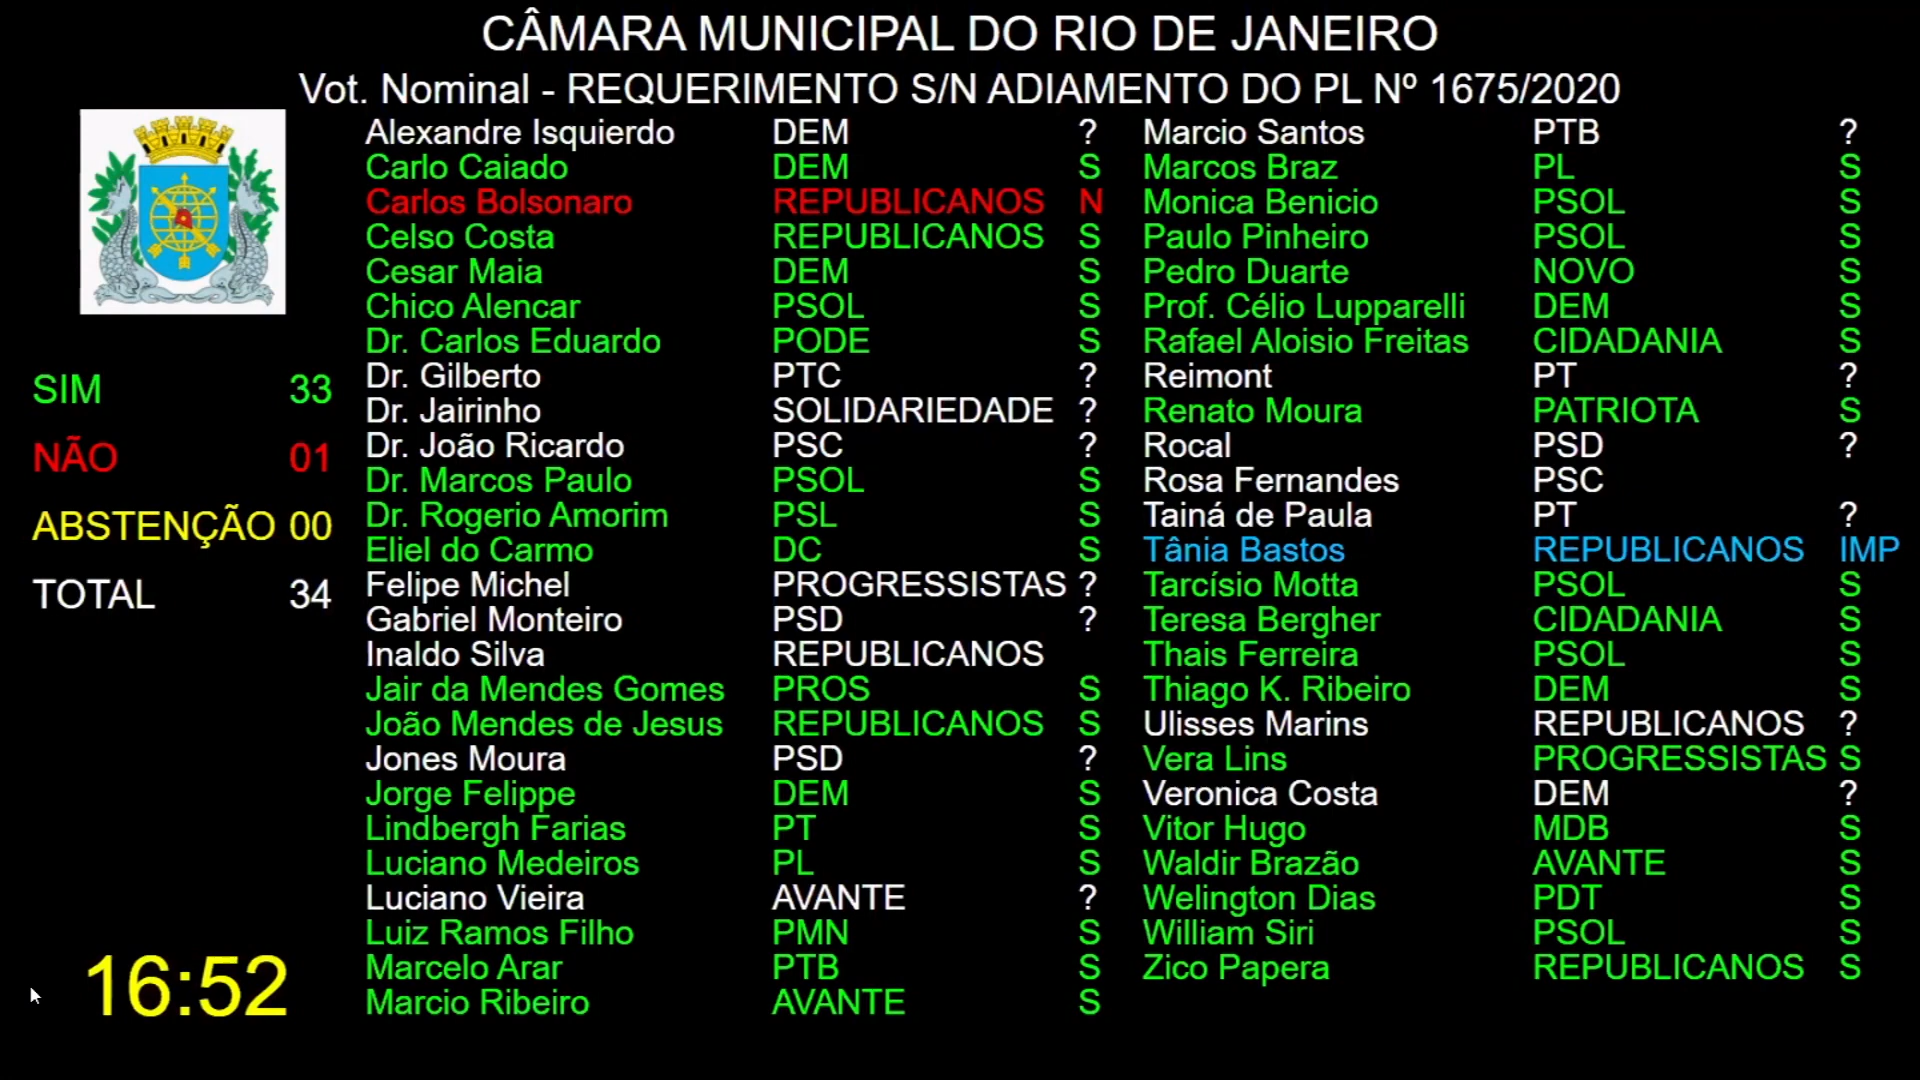 CÂMARA MUNICIPAL DO RIO DE JANEIRO
Vot. Nominal - REQUERIMENTO S/N ADIAMENTO DO PL Nº 1675/2020
SIM 33
NÃO 01
ABSTENÇÃO 00
TOTAL 34
16:52
Alexandre Isquierdo DEM ?
Carlo Caiado DEM S
Carlos Bolsonaro REPUBLICANOS N
Celso Costa REPUBLICANOS S
Cesar Maia DEM S
Chico Alencar PSOL S
Dr. Carlos Eduardo PODE S
Dr. Gilberto PTC ?
Dr. Jairinho SOLIDARIEDADE ?
Dr. João Ricardo PSC ?
Dr. Marcos Paulo PSOL S
Dr. Rogerio Amorim PSL S
Eliel do Carmo DC S
Felipe Michel PROGRESSISTAS ?
Gabriel Monteiro PSD ?
Inaldo Silva REPUBLICANOS
Jair da Mendes Gomes PROS S
João Mendes de Jesus REPUBLICANOS S
Jones Moura PSD ?
Jorge Felippe DEM S
Lindbergh Farias PT S
Luciano Medeiros PL S
Luciano Vieira AVANTE ?
Luiz Ramos Filho PMN S
Marcelo Arar PTB S
Marcio Ribeiro AVANTE S
Marcio Santos PTB ?
Marcos Braz PL S
Monica Benicio PSOL S
Paulo Pinheiro PSOL S
Pedro Duarte NOVO S
Prof. Célio Lupparelli DEM S
Rafael Aloisio Freitas CIDADANIA S
Reimont PT ?
Renato Moura PATRIOTA S
Rocal PSD ?
Rosa Fernandes PSC
Tainá de Paula PT ?
Tânia Bastos REPUBLICANOS IMP
Tarcísio Motta PSOL S
Teresa Bergher CIDADANIA S
Thais Ferreira PSOL S
Thiago K. Ribeiro DEM S
Ulisses Marins REPUBLICANOS ?
Vera Lins PROGRESSISTAS S
Veronica Costa DEM ?
Vitor Hugo MDB S
Waldir Brazão AVANTE S
Welington Dias PDT S
William Siri PSOL S
Zico Papera REPUBLICANOS S